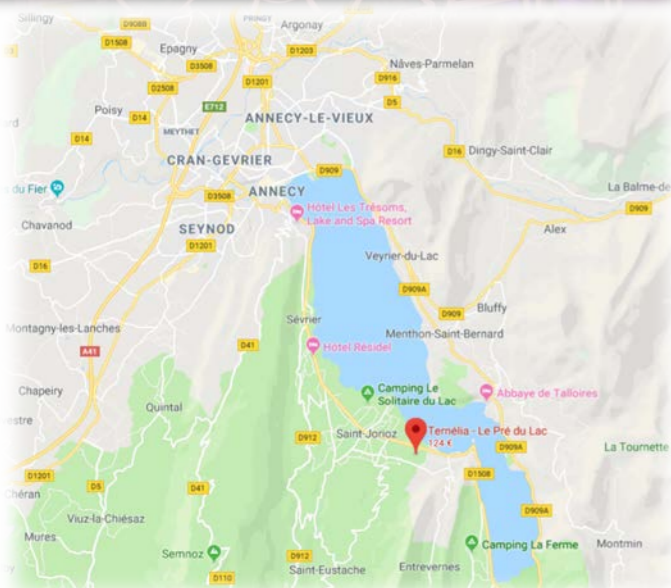 Sillingy
PRINGY
Argonay
D908B
D1508
D1203
Epagny
Nâves-Parmelan
D3508
D1201
D916
D2508
D5
Poisy
E712
D14
ANNECY-LE-VIEUX
MEYTHET
D14
D16
Dingy-Saint-Clair
CRAN-GEVRIER
D909
du Fier
D3508
ANNECY
La Balme-de
Hôtel Les Trésoms,
Lake and Spa Resort
D909
Chavanod
SEYNOD
Alex
D1201
Veyrier-du-Lac
D16
D909A
D909
Bluffy
Sévrier
Montagny-les-Lanches
Menthon-Saint-Bernard
D41
Hôtel Residel
A41
Chapeiry
Camping Le
Solitaire du Lac
Abbaye de Talloires
Quintal
estre
Saint-Jorioz
Ternélia - Le Pré du Lac
124 €
D912
D909A
La Tournette
D1201
D1508
Chéran
D5
D41
D909A
Viuz-la-Chiésaz
Mures
Camping La Ferme
Montmin
Semnoz
D912
Saint-Eustache
Entrevernes
D110